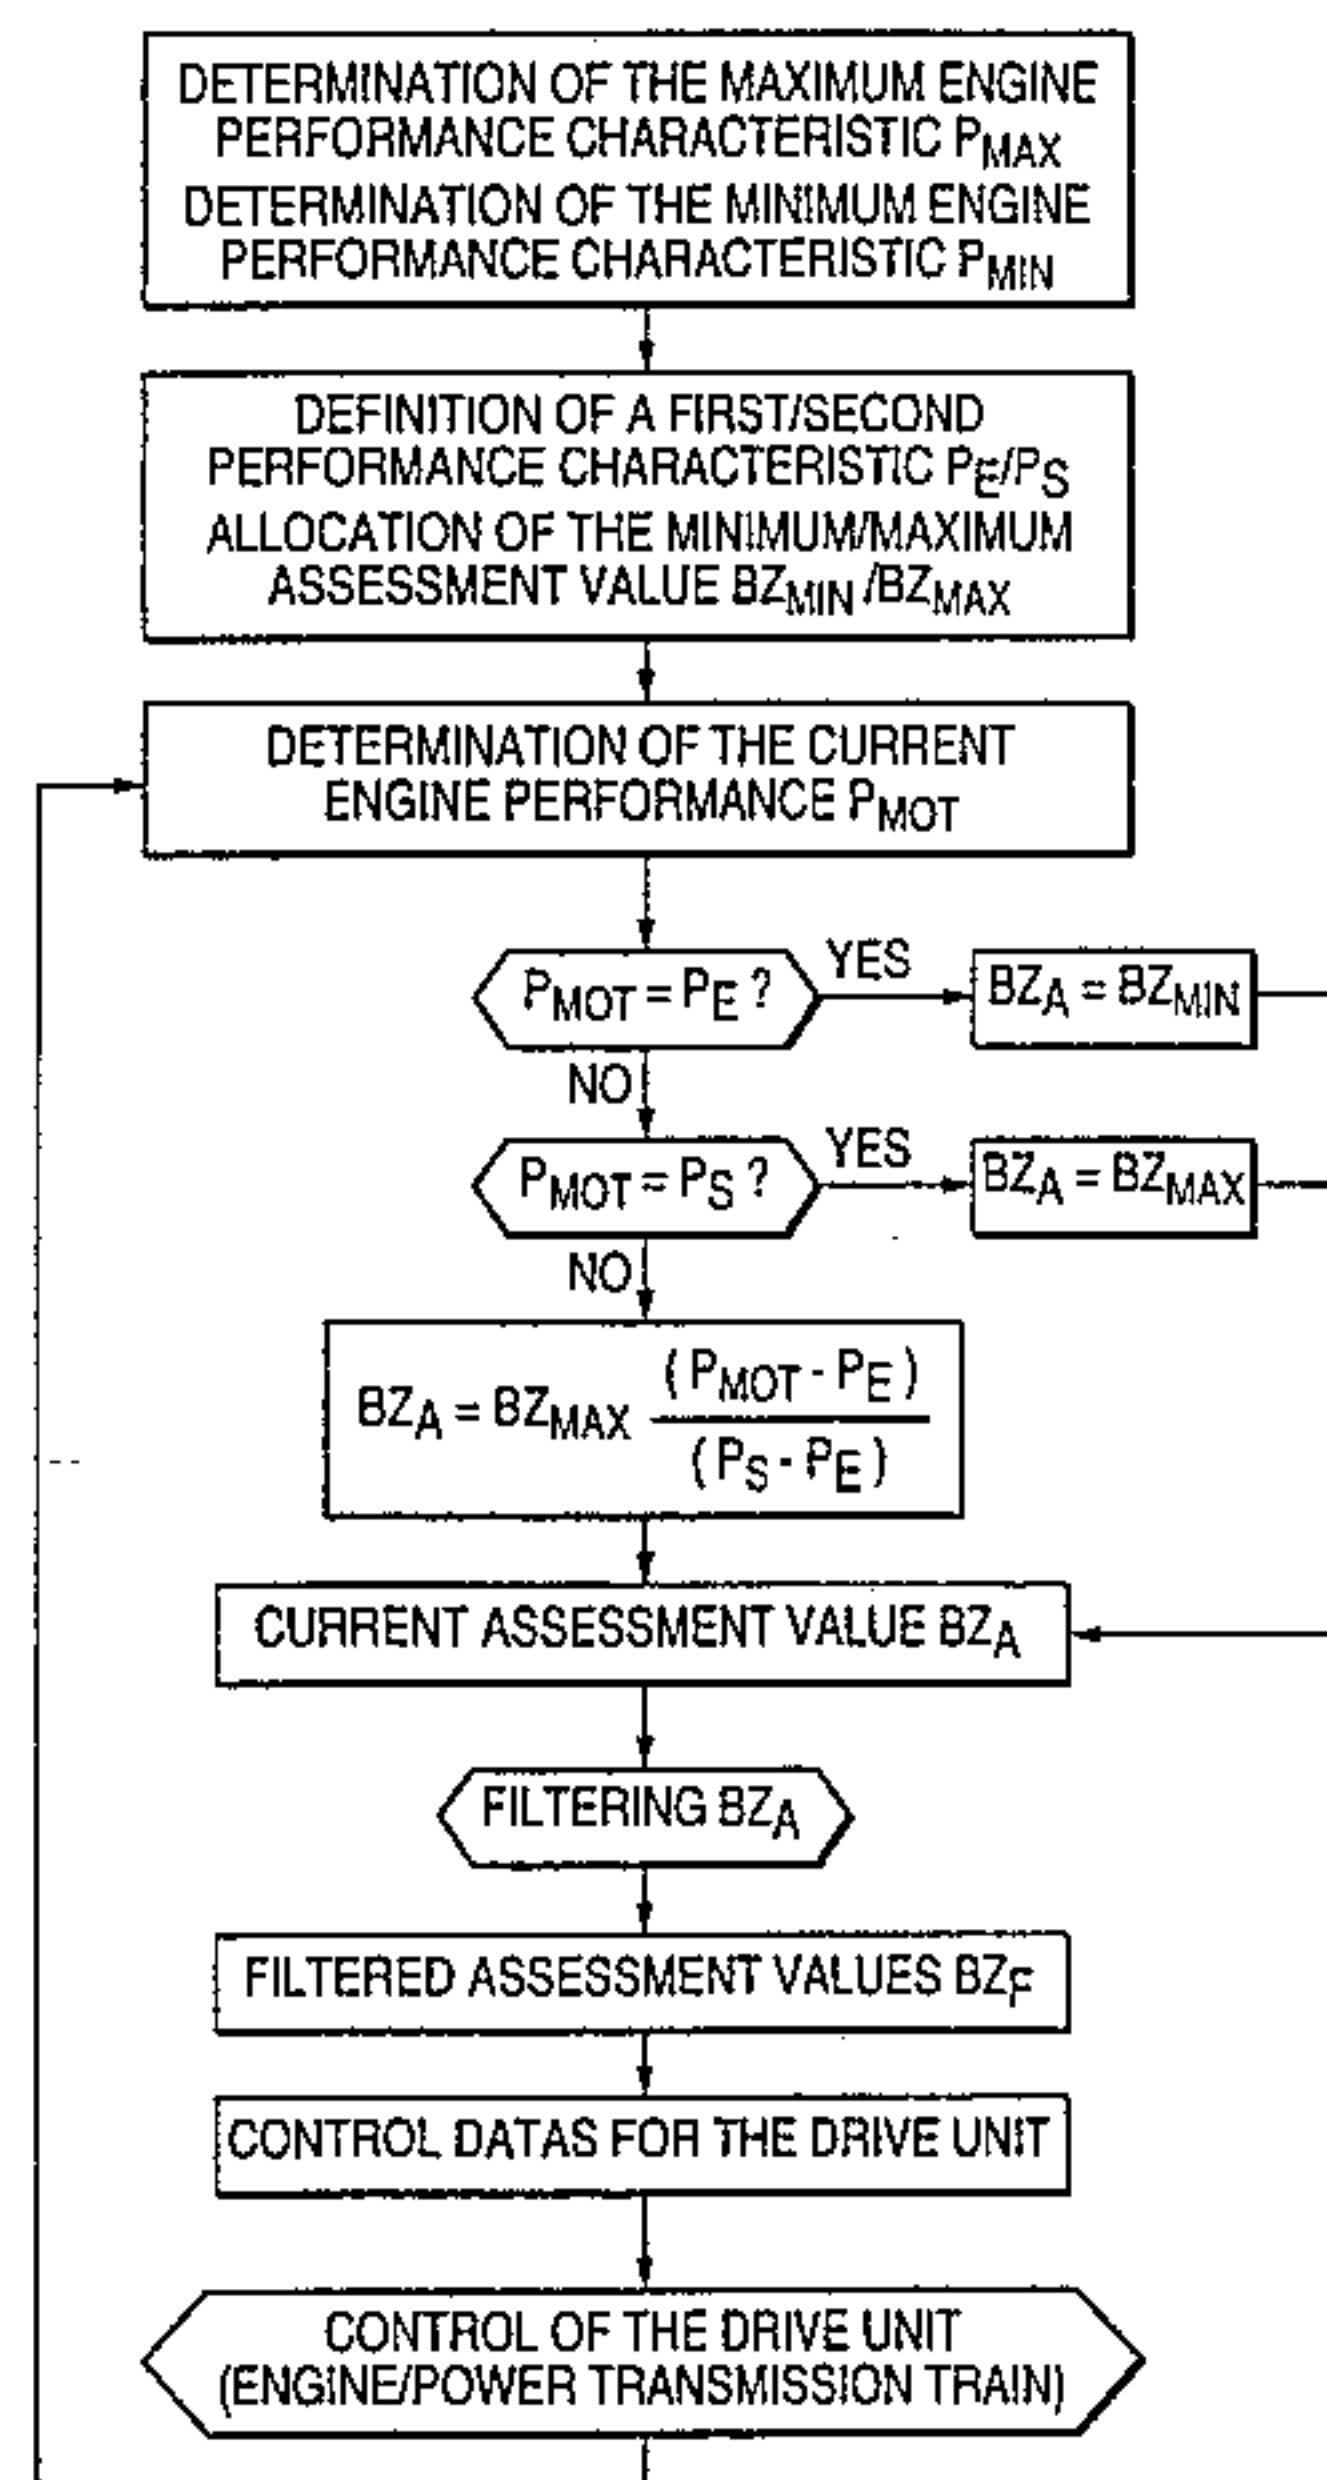 DETERMINATION OF THE MAXIMUM ENGINE
PERFORMANCE CHARACTERISTIC PMAX
DETERMINATION OF THE MINIMUM ENGINE
PERFORMANCE CHARACTERISTIC PMIN
DEFINITION OF A FIRST/SECOND
PERFORMANCE CHARACTERISTIC PE/PS
ALLOCATION OF THE MINIMUM/MAXIMUM
ASSESSMENT VALUE BZMIN /BZMAX
DETERMINATION OF THE CURRENT
ENGINE PERFORMANCE PMOT
PMOT = PE ?
YES
BZA = BZMIN
NO
PMOT = PS ?
YES
BZA = BZMAX
NO
BZA = BZMAX (PMOT - PE) / (PS - PE)
CURRENT ASSESSMENT VALUE BZA
FILTERING BZA
FILTERED ASSESSMENT VALUES BZF
CONTROL DATAS FOR THE DRIVE UNIT
CONTROL OF THE DRIVE UNIT
(ENGINE/POWER TRANSMISSION TRAIN)